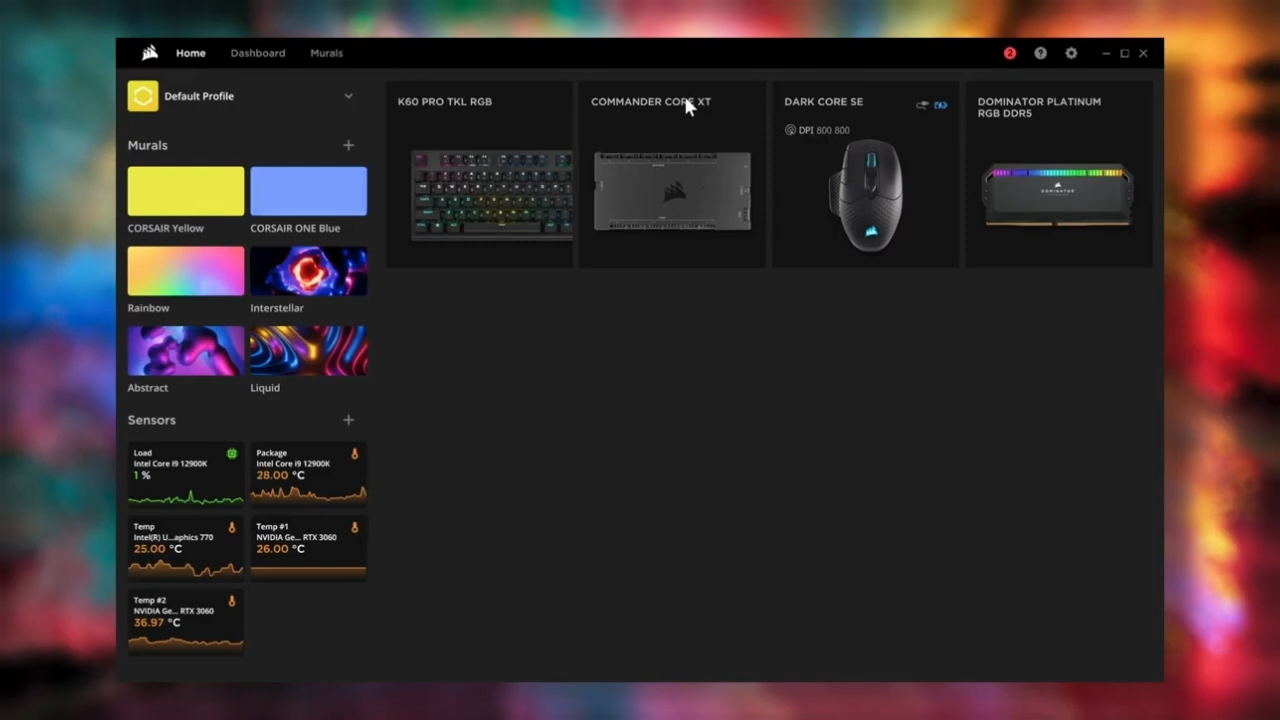 Home
Dashboard
Murals
2
Default Profile
Murals
CORSAIR Yellow
CORSAIR ONE Blue
Rainbow
Interstellar
Abstract
Liquid
Sensors
Load
Intel Core i9 12900K
1 %
Package
Intel Core i9 12900K
28.00 °C
Temp
Intel(R) U...aphics 770
25.00 °C
Temp #1
NVIDIA Ge... RTX 3060
26.00 °C
Temp #2
NVIDIA Ge... RTX 3060
36.97 °C
K60 PRO TKL RGB
COMMANDER CORE XT
DARK CORE SE
DPI 800 800
DOMINATOR PLATINUM
RGB DDR5
DOMINATOR